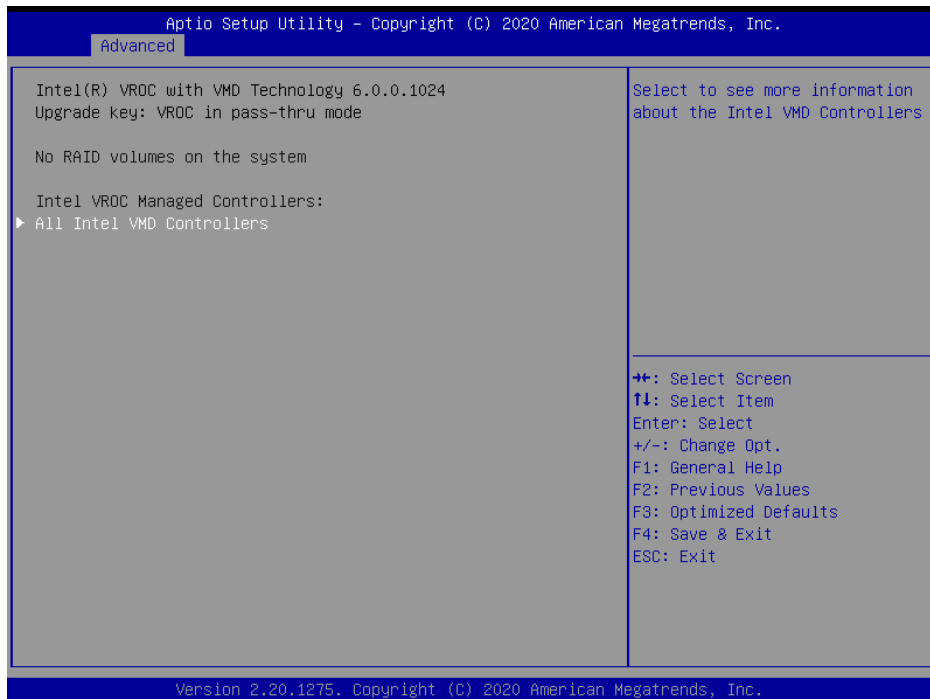 Aptio Setup Utility – Copyright (C) 2020 American Megatrends, Inc.
Advanced
Intel(R) VROC with VMD Technology 6.0.0.1024
Upgrade key: VROC in pass-thru mode
No RAID volumes on the system
Intel VROC Managed Controllers:
▶ All Intel VMD Controllers
Select to see more information
about the Intel VMD Controllers
→←: Select Screen
↑↓: Select Item
Enter: Select
+/-: Change Opt.
F1: General Help
F2: Previous Values
F3: Optimized Defaults
F4: Save & Exit
ESC: Exit
Version 2.20.1275. Copyright (C) 2020 American Megatrends, Inc.